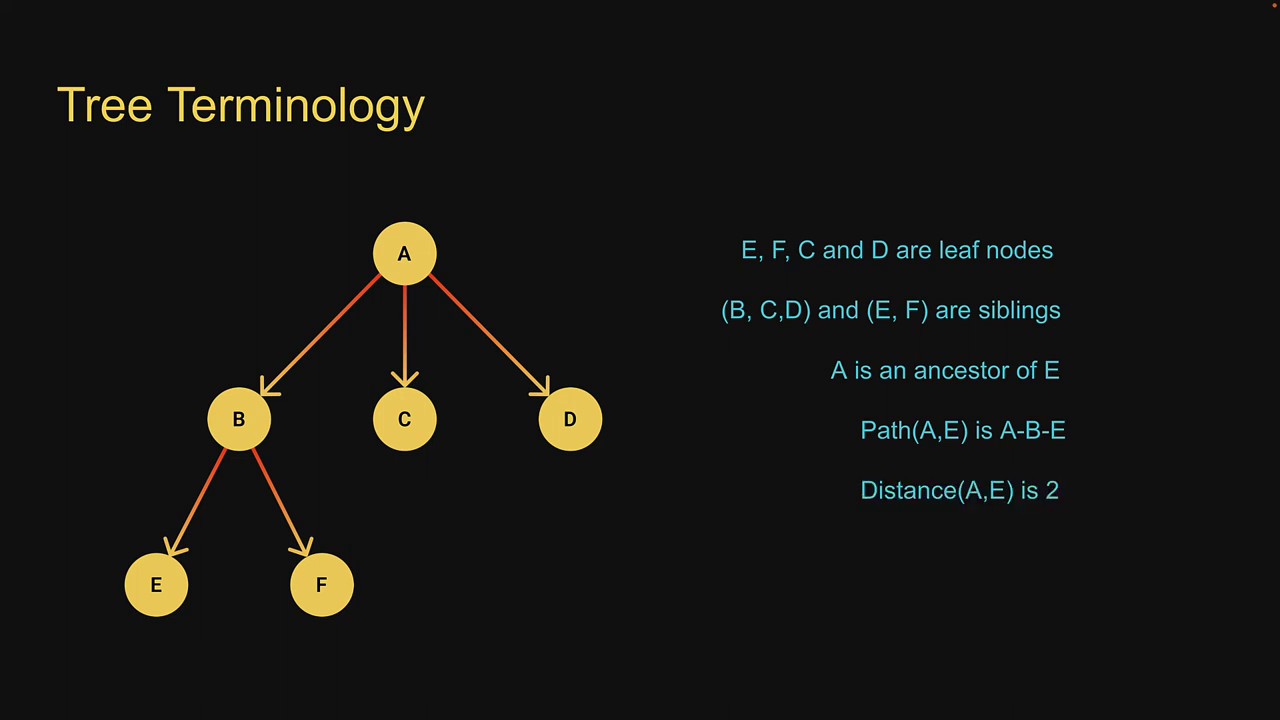 Tree Terminology
A
B
C
D
E
F
E, F, C and D are leaf nodes
(B, C,D) and (E, F) are siblings
A is an ancestor of E
Path(A,E) is A-B-E
Distance(A,E) is 2